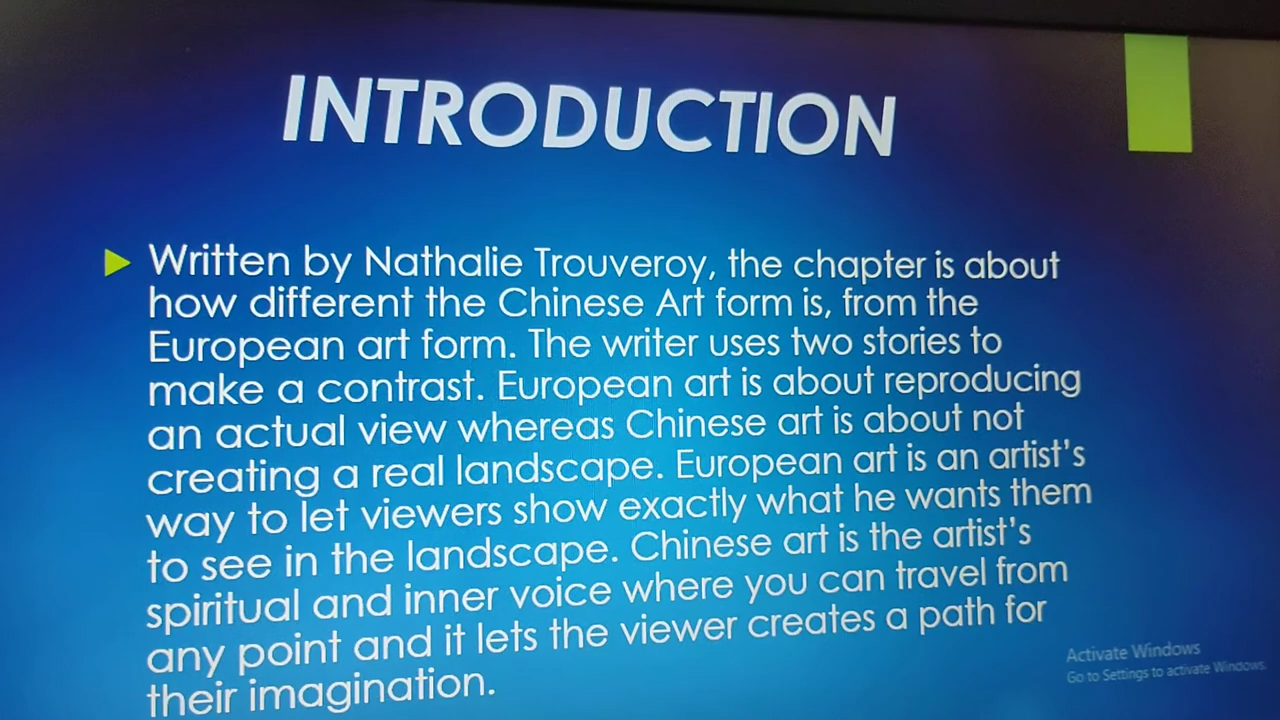 INTRODUCTION
Written by Nathalie Trouveroy, the chapter is about
how different the Chinese Art form is, from the
European art form. The writer uses two stories to
make a contrast. European art is about reproducing
an actual view whereas Chinese art is about not
creating a real landscape. European art is an artist's
way to let viewers show exactly what he wants them
to see in the landscape. Chinese art is the artist's
spiritual and inner voice where you can travel from
any point and it lets the viewer creates a path for
their imagination.
Activate Windows
Go to Settings to activate Windows.